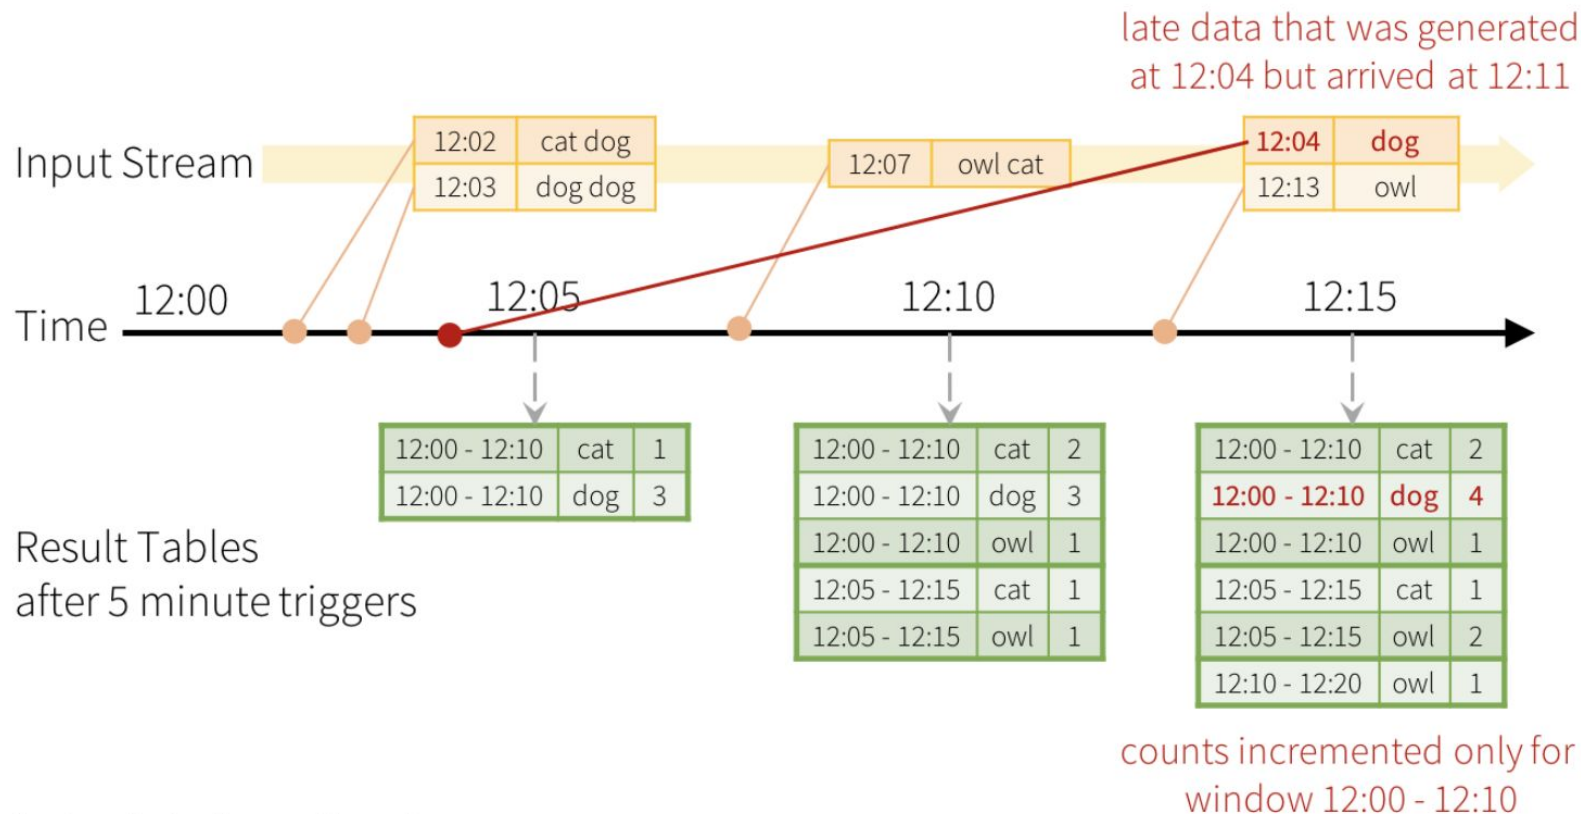 late data that was generated
at 12:04 but arrived at 12:11
Input Stream
12:02 cat dog
12:03 dog dog
12:07 owl cat
12:04 dog
12:13 owl
Time
12:00
12:05
12:10
12:15
Result Tables
after 5 minute triggers
12:00 - 12:10 cat 1
12:00 - 12:10 dog 3
12:00 - 12:10 cat 2
12:00 - 12:10 dog 3
12:00 - 12:10 owl 1
12:05 - 12:15 cat 1
12:05 - 12:15 owl 1
12:00 - 12:10 cat 2
12:00 - 12:10 dog 4
12:00 - 12:10 owl 1
12:05 - 12:15 cat 1
12:05 - 12:15 owl 2
12:10 - 12:20 owl 1
counts incremented only for
window 12:00 - 12:10